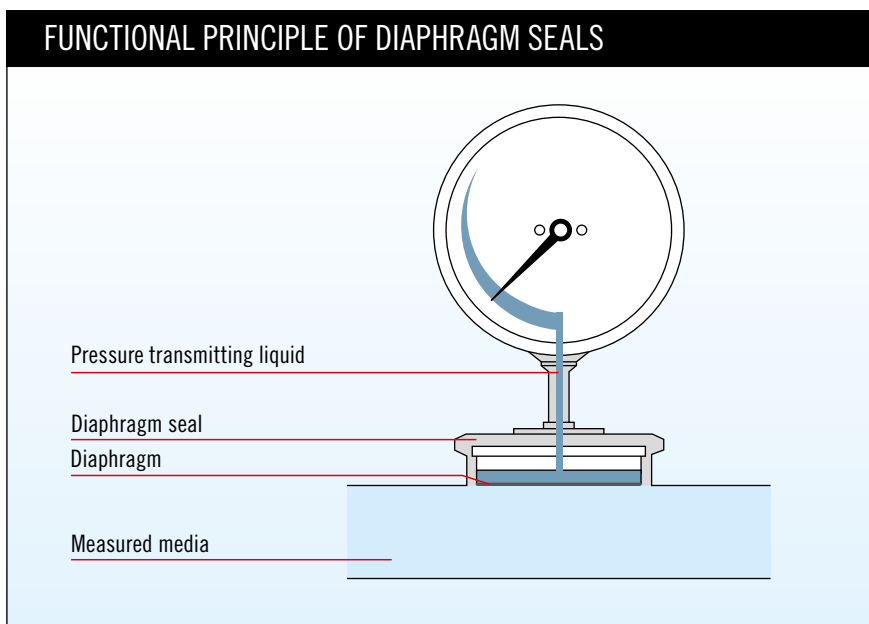 FUNCTIONAL PRINCIPLE OF DIAPHRAGM SEALS
Pressure transmitting liquid
Diaphragm seal
Diaphragm
Measured media